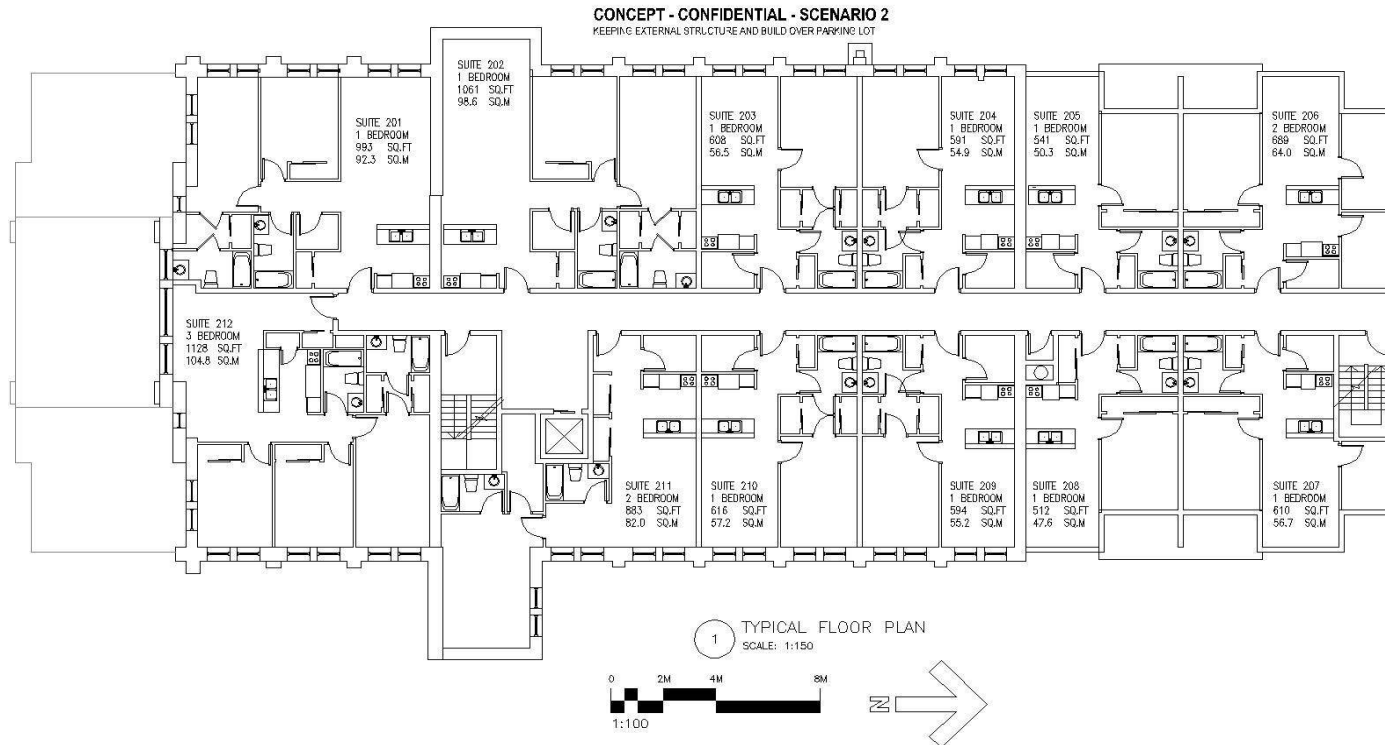 CONCEPT - CONFIDENTIAL - SCENARIO 2
KEEPING EXTERNAL STRUCTURE AND BUILD OVER PARKING LOT
SUITE 201
1 BEDROOM
993 SQ.FT
92.3 SQ.M
SUITE 202
1 BEDROOM
1061 SQ.FT
98.6 SQ.M
SUITE 203
1 BEDROOM
608 SQ.FT
56.5 SQ.M
SUITE 204
1 BEDROOM
591 SQ.FT
54.9 SQ.M
SUITE 205
1 BEDROOM
541 SQ.FT
50.3 SQ.M
SUITE 206
2 BEDROOM
689 SQ.FT
64.0 SQ.M
SUITE 212
3 BEDROOM
1128 SQ.FT
104.8 SQ.M
SUITE 211
2 BEDROOM
883 SQ.FT
82.0 SQ.M
SUITE 210
1 BEDROOM
616 SQ.FT
57.2 SQ.M
SUITE 209
1 BEDROOM
594 SQ.FT
55.2 SQ.M
SUITE 208
1 BEDROOM
512 SQ.FT
47.6 SQ.M
SUITE 207
1 BEDROOM
610 SQ.FT
56.7 SQ.M
1 TYPICAL FLOOR PLAN
SCALE: 1:150
0 2M 4M 8M
1:100
N